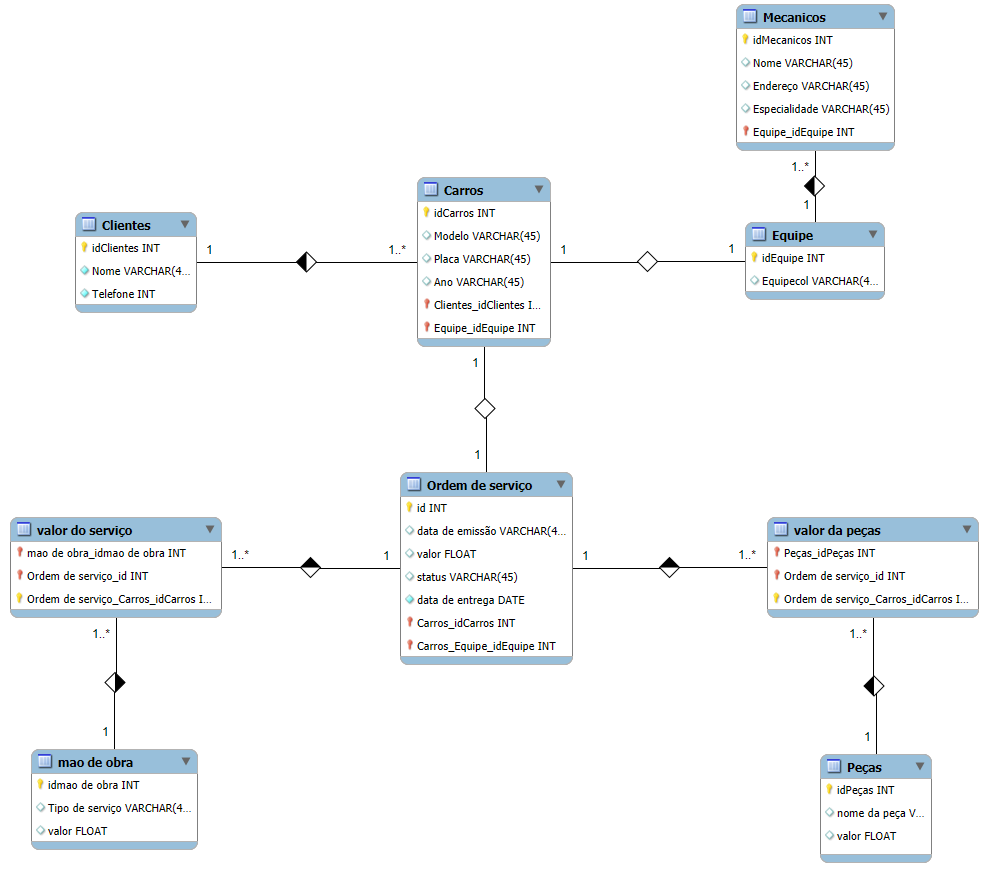 Mecanicos
idMecanicos INT
Nome VARCHAR(45)
Endereço VARCHAR(45)
Especialidade VARCHAR(45)
Equipe_idEquipe INT
1..*
1
Carros
idCarros INT
Modelo VARCHAR(45)
Placa VARCHAR(45)
Ano VARCHAR(45)
Clientes_idClientes I...
Equipe_idEquipe INT
Clientes
idClientes INT
Nome VARCHAR(4...
Telefone INT
1
1..*
1
1
Equipe
idEquipe INT
Equipecol VARCHAR(4...
1
1
Ordem de serviço
id INT
data de emissão VARCHAR(4...
valor FLOAT
status VARCHAR(45)
data de entrega DATE
Carros_idCarros INT
Carros_Equipe_idEquipe INT
valor do serviço
mao de obra_idmao de obra INT
Ordem de serviço_id INT
Ordem de serviço_Carros_idCarros I...
1..*
1
1
1..*
valor da peças
Peças_idPeças INT
Ordem de serviço_id INT
Ordem de serviço_Carros_idCarros I...
1..*
1
1..*
1
mao de obra
idmao de obra INT
Tipo de serviço VARCHAR(4...
valor FLOAT
Peças
idPeças INT
nome da peça V...
valor FLOAT